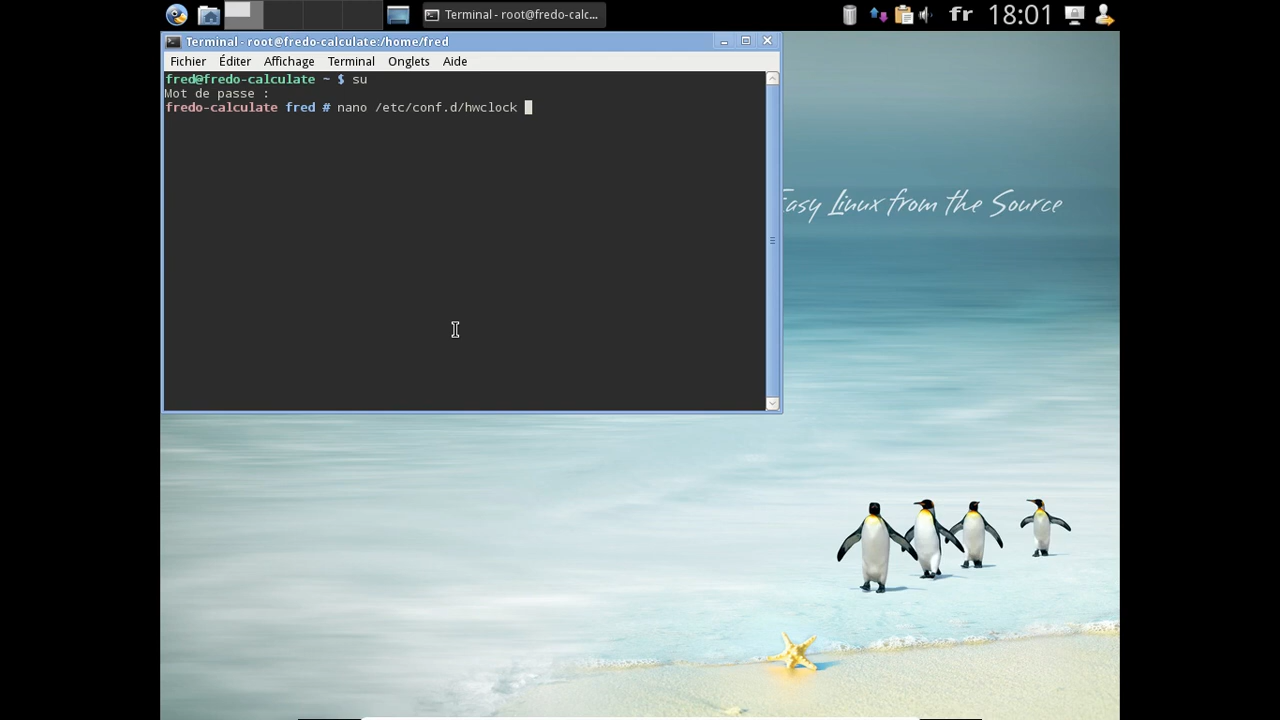 Terminal - root@fredo-calc...
fr 18:01
Terminal - root@fredo-calculate:/home/fred
Fichier Éditer Affichage Terminal Onglets Aide
fred@fredo-calculate ~ $ su
Mot de passe :
fredo-calculate fred # nano /etc/conf.d/hwclock
Easy Linux from the Source